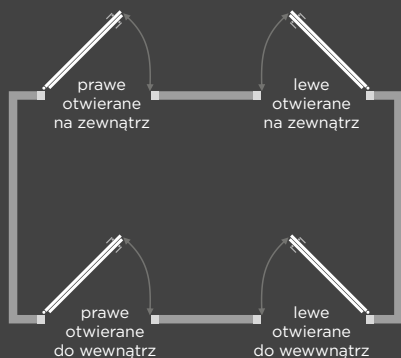 prawe
otwierane
na zewnątrz
lewe
otwierane
na zewnątrz
prawe
otwierane
do wewnątrz
lewe
otwierane
do wewwnątrz